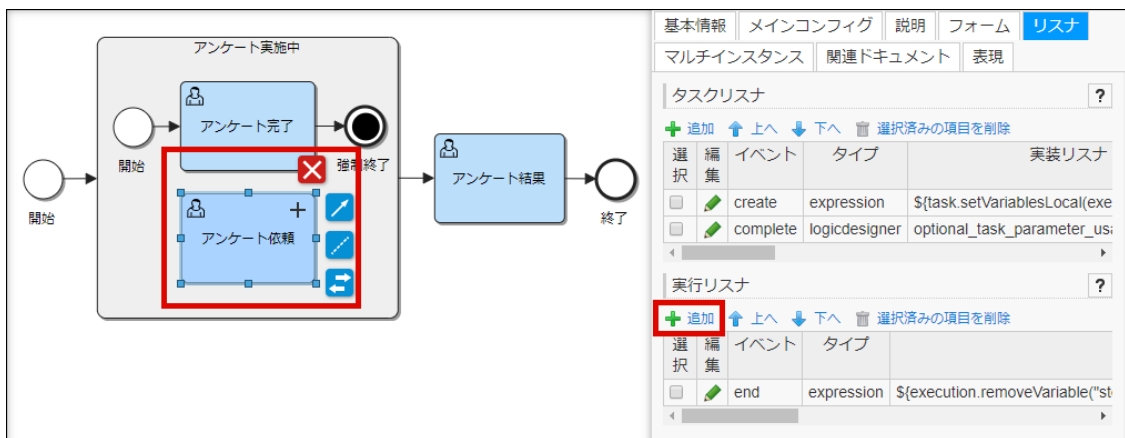 アンケート実施中
アンケート完了
開始
強制終了
アンケート依頼
開始
アンケート結果
終了
基本情報 メインコンフィグ 説明 フォーム リスナ
マルチインスタンス 関連ドキュメント 表現
タスクリスナ ?
追加 上へ 下へ 選択済みの項目を削除
選択 編集 イベント タイプ 実装リスナ
create expression ${task.setVariablesLocal(exe
complete logicdesigner optional_task_parameter_usa
実行リスナ ?
追加 上へ 下へ 選択済みの項目を削除
選択 編集 イベント タイプ
end expression ${execution.removeVariable("st